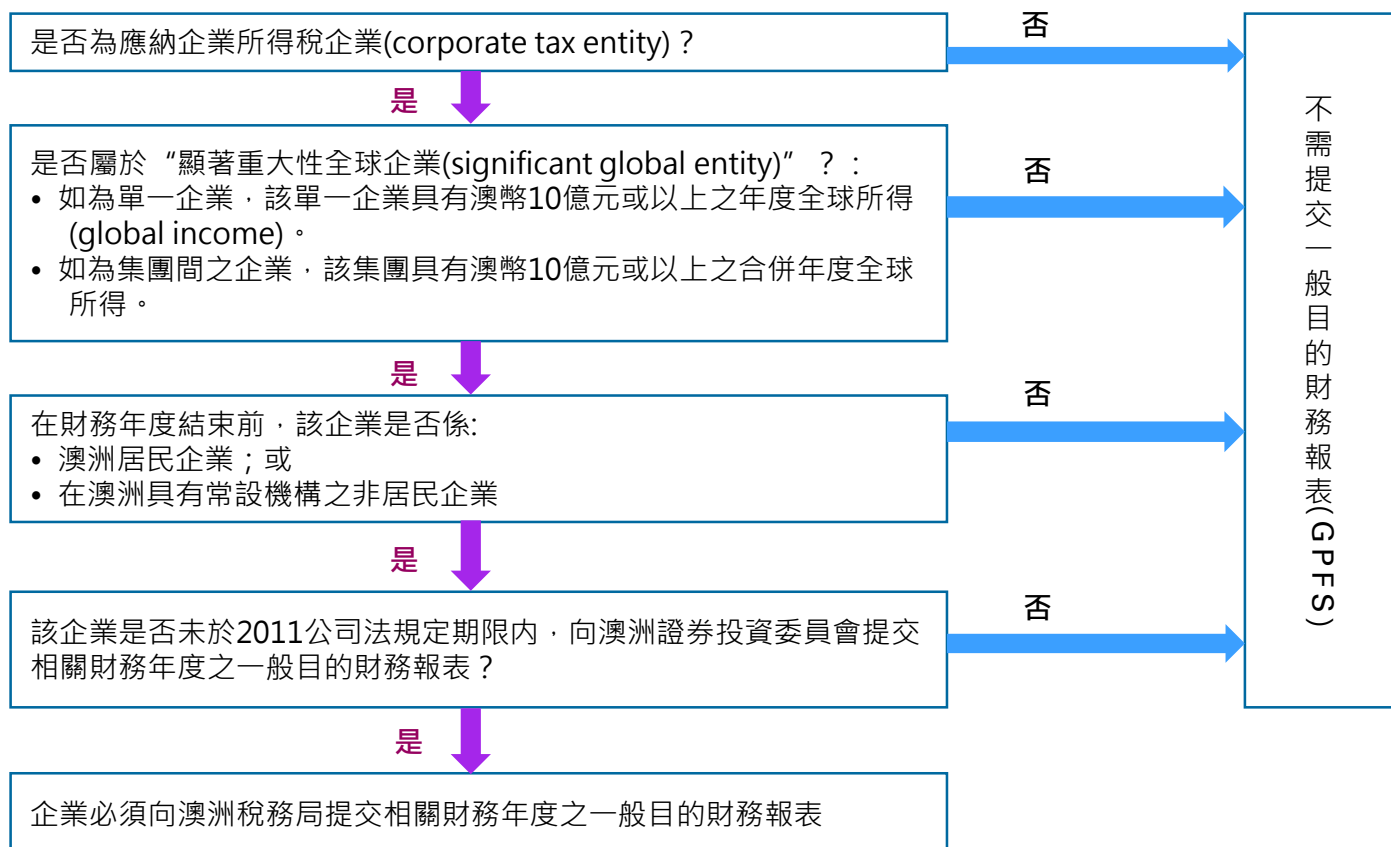 是否為應納企業所得稅企業(corporate tax entity)？
否
是
是否屬於“顯著重大性全球企業(significant global entity)”？:
• 如為單一企業，該單一企業具有澳幣10億元或以上之年度全球所得
(global income)。
• 如為集團間之企業，該集團具有澳幣10億元或以上之合併年度全球
所得。
否
是
在財務年度結束前，該企業是否係:
• 澳洲居民企業；或
• 在澳洲具有常設機構之非居民企業
否
是
該企業是否未於2011公司法規定期限內，向澳洲證券投資委員會提交
相關財務年度之一般目的財務報表？
否
是
企業必須向澳洲稅務局提交相關財務年度之一般目的財務報表
不需提交一般目的財務報表(GPFS)